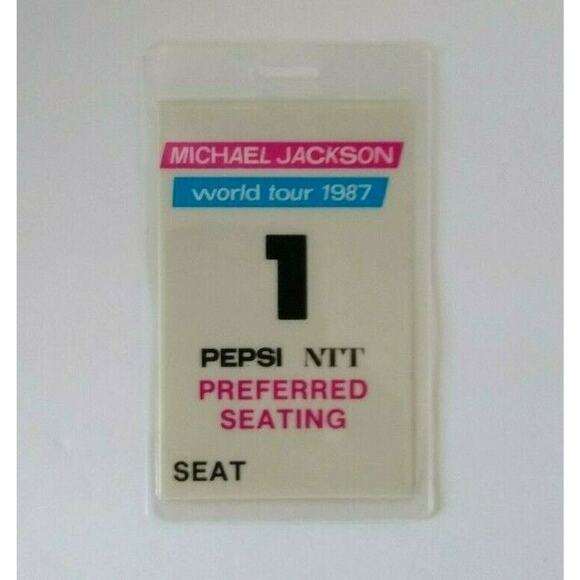 MICHAEL JACKSON
world tour 1987
1
PEPSI NTT
PREFERRED
SEATING
SEAT